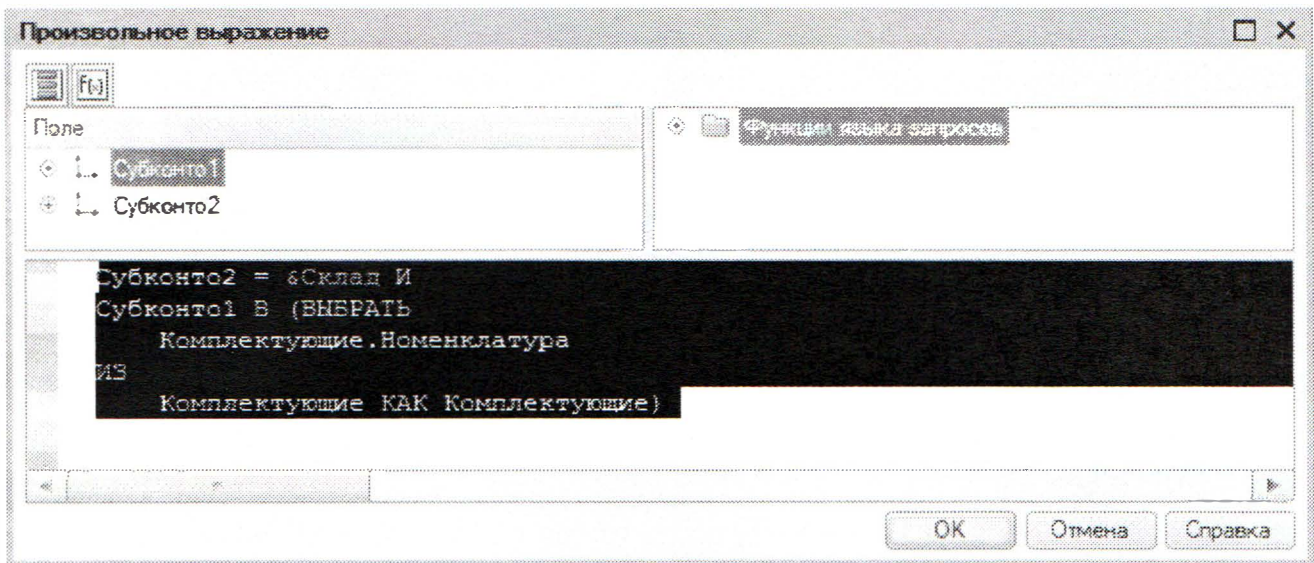 Произвольное выражение
f(x)
Поле
Функции языка запросов
Субконто1
Субконто2
Субконто2 = &Склад И
Субконто1 В (ВЫБРАТЬ
Комплектующие.Номенклатура
ИЗ
Комплектующие КАК Комплектующие)
OK
Отмена
Справка